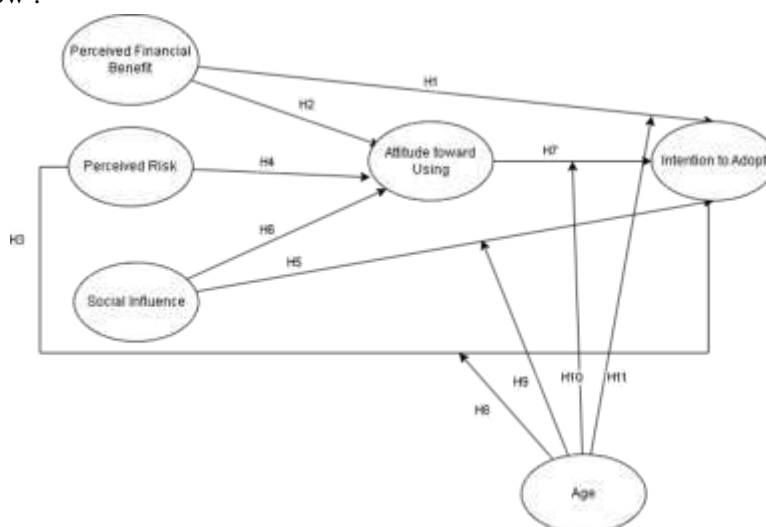 Perceived Financial
Benefit
H1
H2
Attitude toward
Using
H7
Intention to Adopt
Perceived Risk
H4
H3
H6
H5
Social Influence
H9
H10
H11
H8
Age